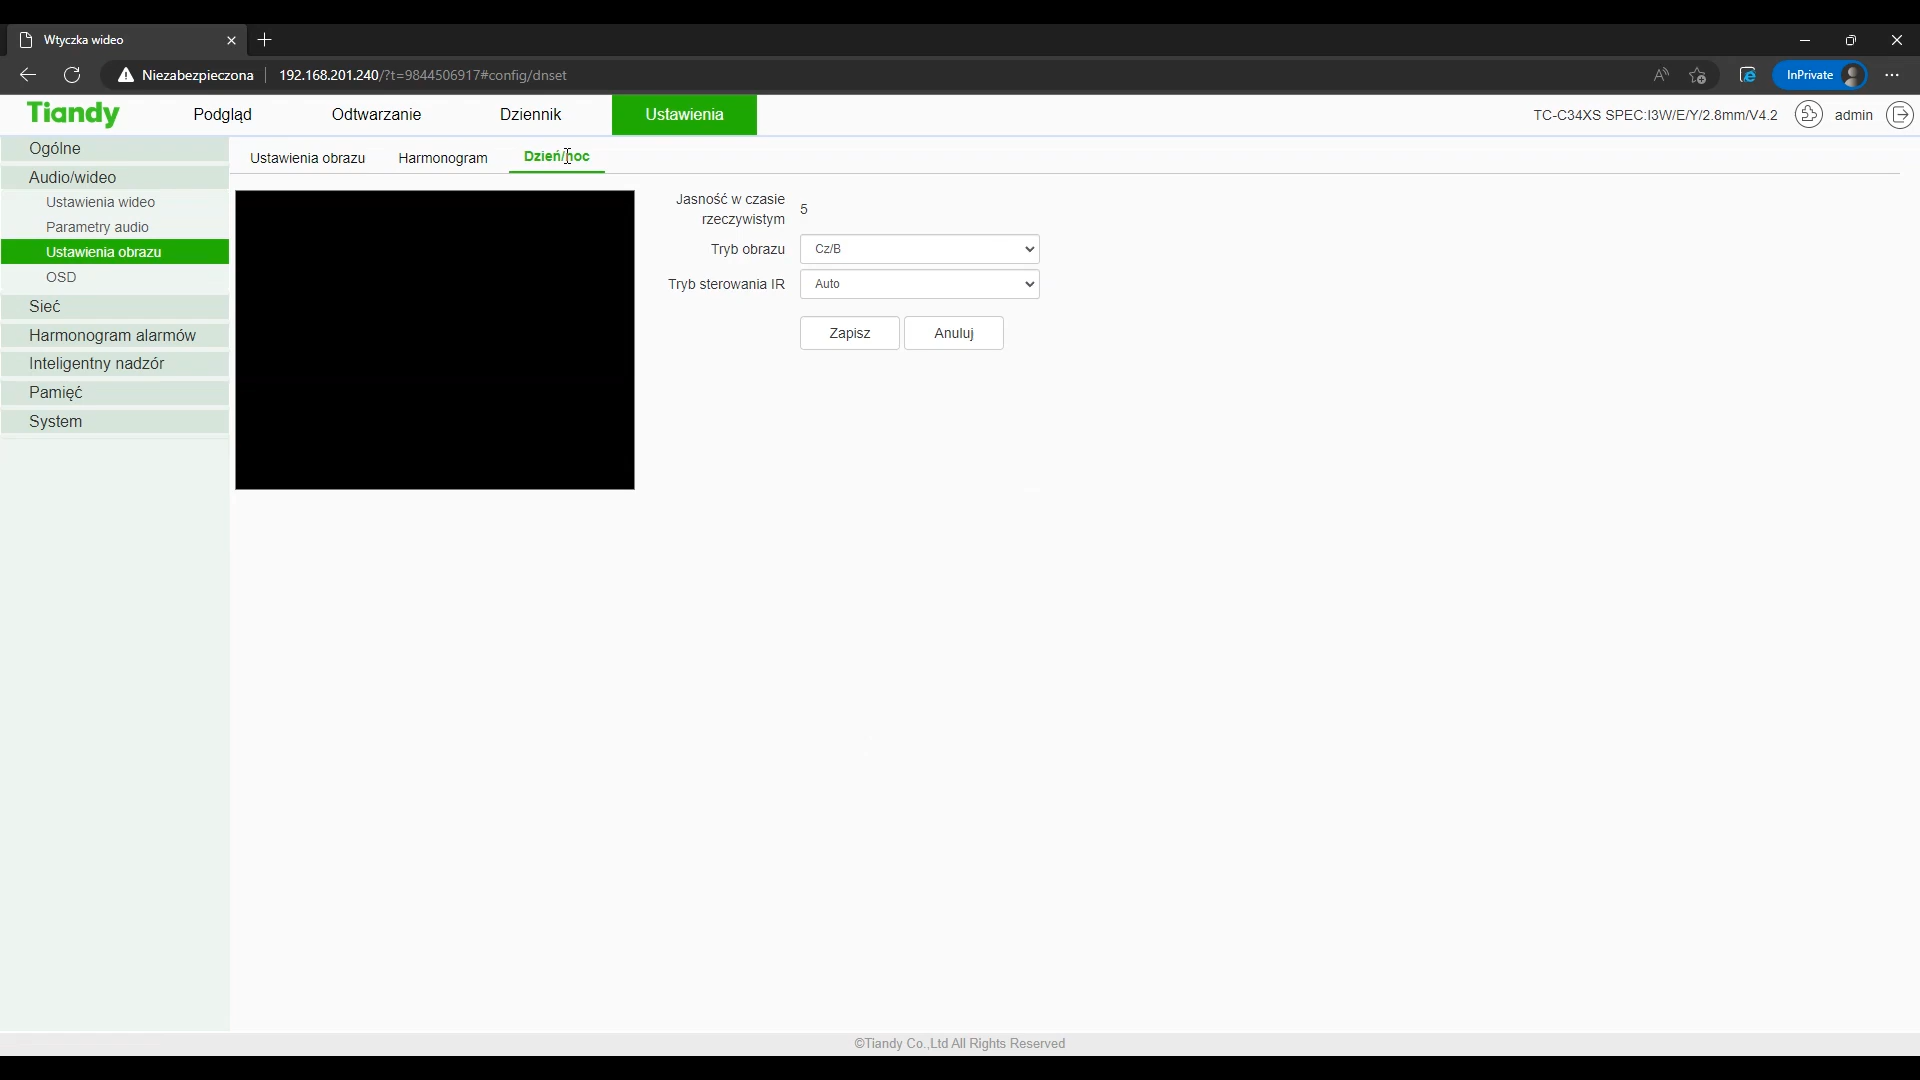 Wtyczka wideo
Niezabezpieczona 192.168.201.240/?t=9844506917#config/dnset
InPrivate
Tiandy Podgląd Odtwarzanie Dziennik Ustawienia TC-C34XS SPEC:I3W/E/Y/2.8mm/V4.2 admin
Ogólne
Audio/wideo
Ustawienia wideo
Parametry audio
Ustawienia obrazu
OSD
Sieć
Harmonogram alarmów
Inteligentny nadzór
Pamięć
System
Ustawienia obrazu Harmonogram Dzień/noc
Jasność w czasie
rzeczywistym 5
Tryb obrazu Cz/B
Tryb sterowania IR Auto
Zapisz Anuluj
©Tiandy Co.,Ltd All Rights Reserved